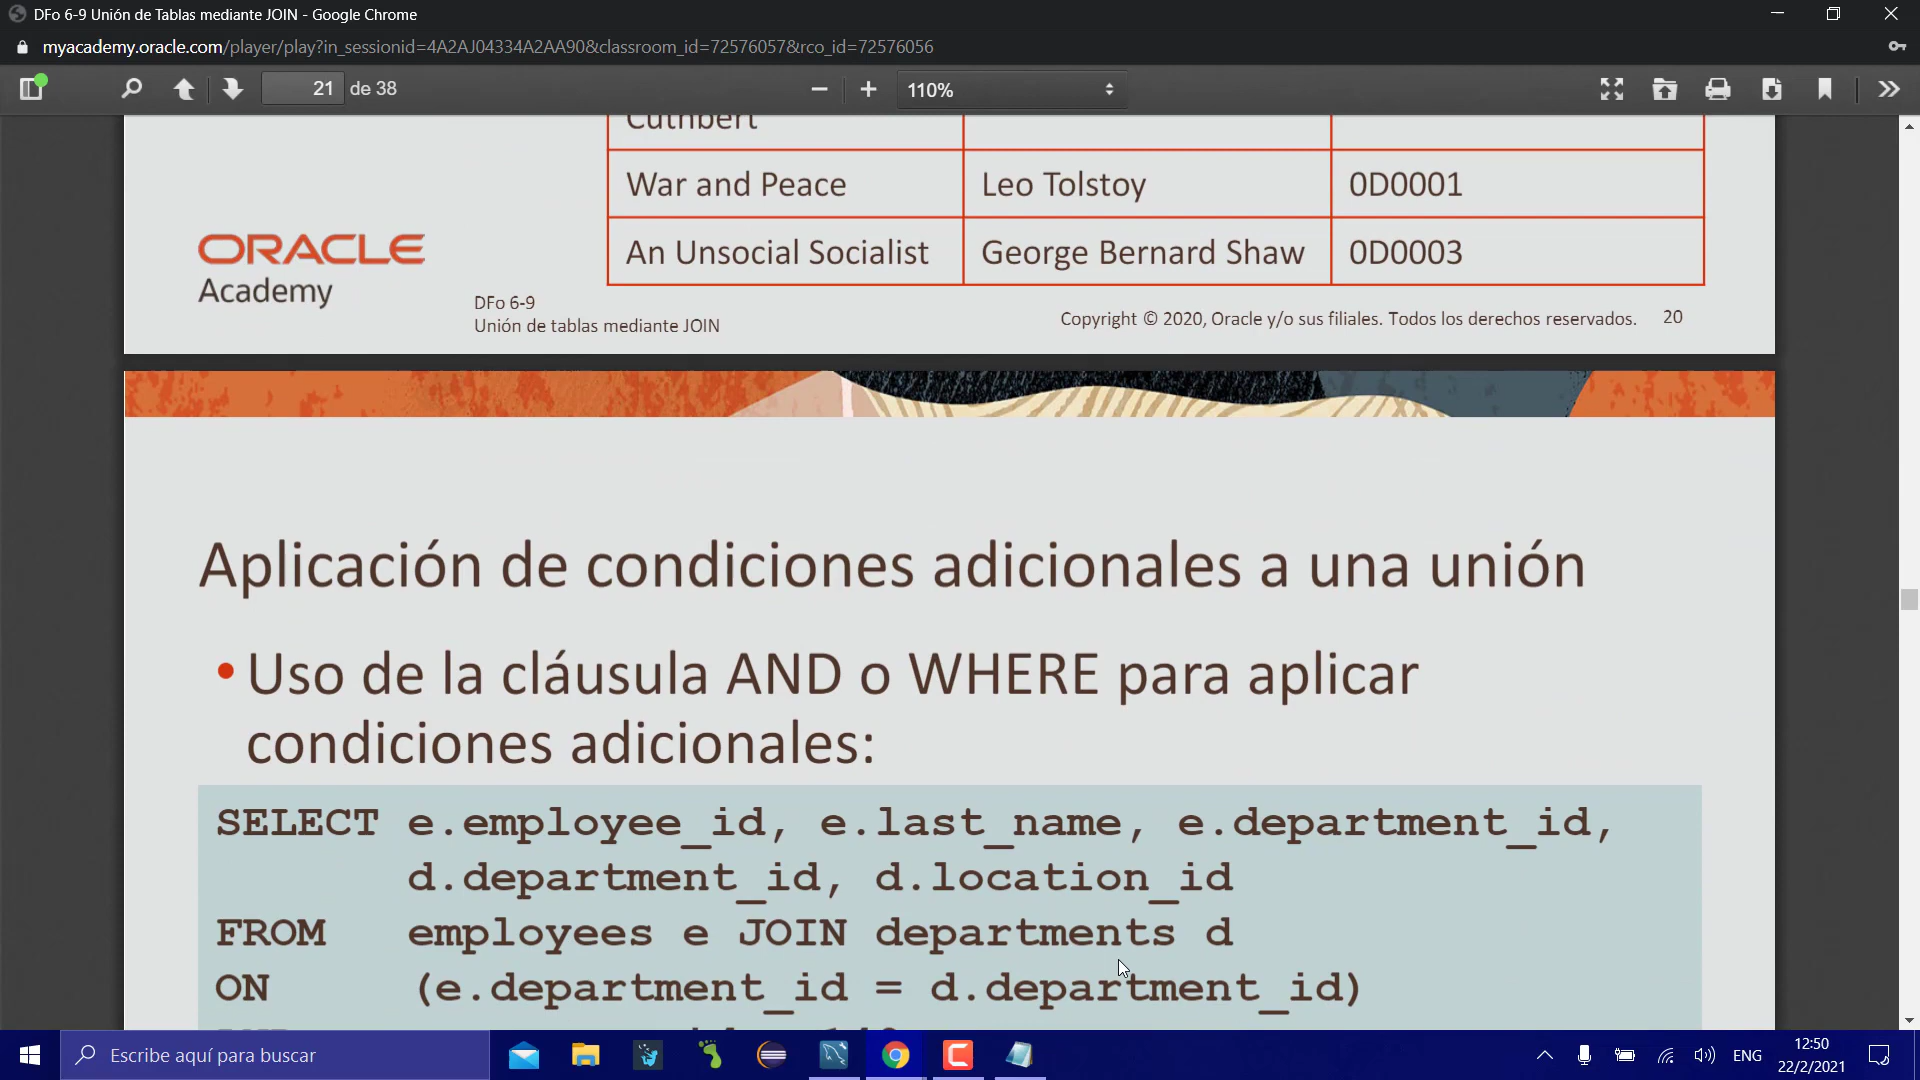 DFo 6-9 Unión de Tablas mediante JOIN - Google Chrome
myacademy.oracle.com/player/play?in_sessionid=4A2AJ04334A2AA90&classroom_id=72576057&rco_id=72576056
21 de 38
110%
Cuthbert
War and Peace Leo Tolstoy 0D0001
An Unsocial Socialist George Bernard Shaw 0D0003
ORACLE
Academy
DFo 6-9
Unión de tablas mediante JOIN
Copyright © 2020, Oracle y/o sus filiales. Todos los derechos reservados. 20
Aplicación de condiciones adicionales a una unión
• Uso de la cláusula AND o WHERE para aplicar
condiciones adicionales:
SELECT e.employee_id, e.last_name, e.department_id,
d.department_id, d.location_id
FROM employees e JOIN departments d
ON (e.department_id = d.department_id)
Escribe aquí para buscar
ENG
12:50
22/2/2021